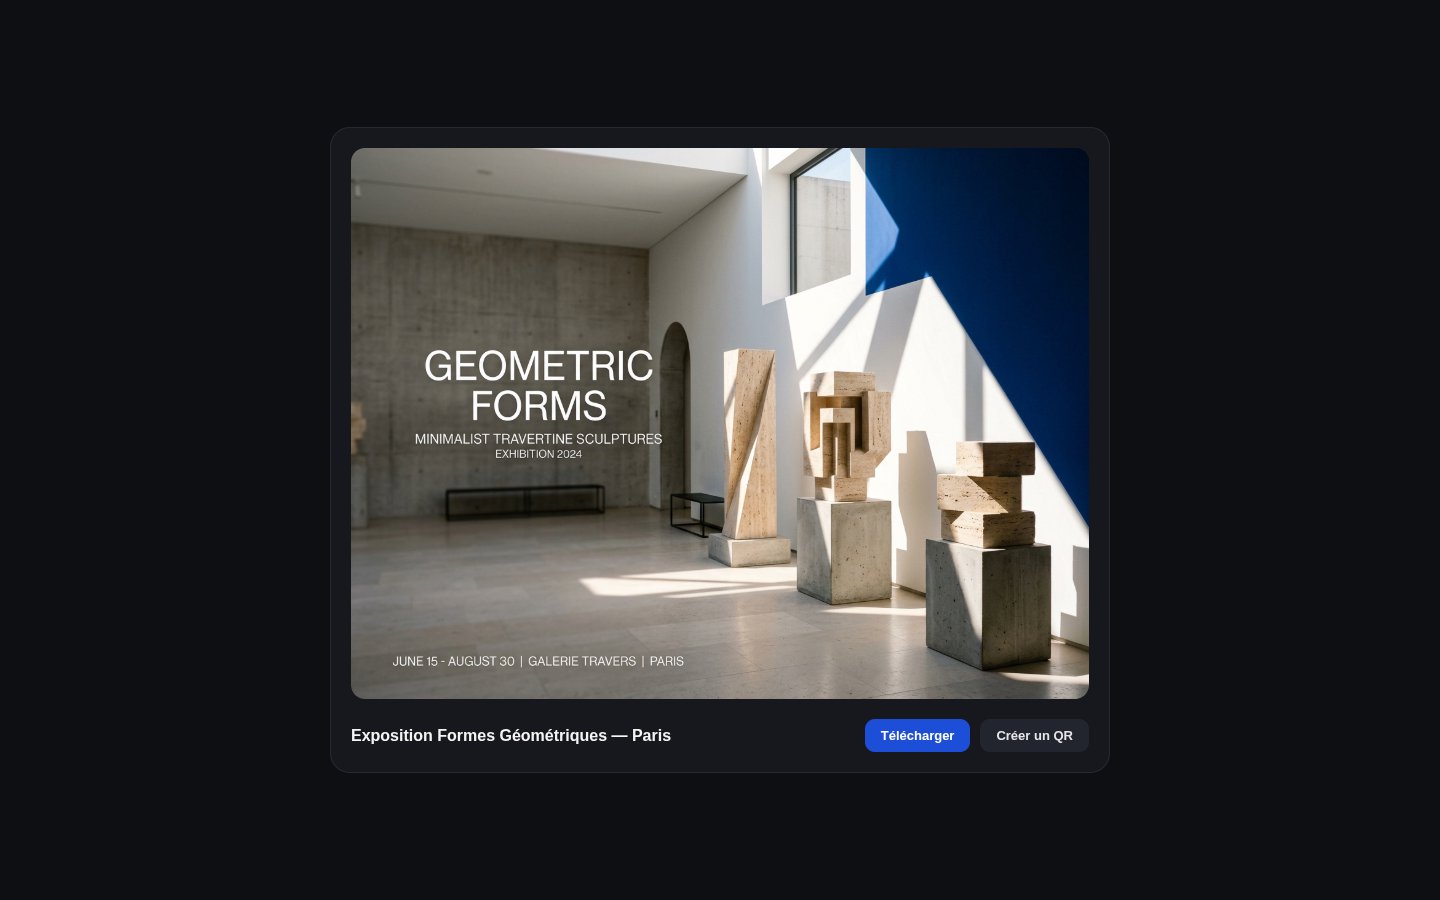 GEOMETRIC
FORMS
MINIMALIST TRAVERTINE SCULPTURES
EXHIBITION 2024
JUNE 15 - AUGUST 30 | GALERIE TRAVERS | PARIS
Exposition Formes Géométriques — Paris
Télécharger
Créer un QR